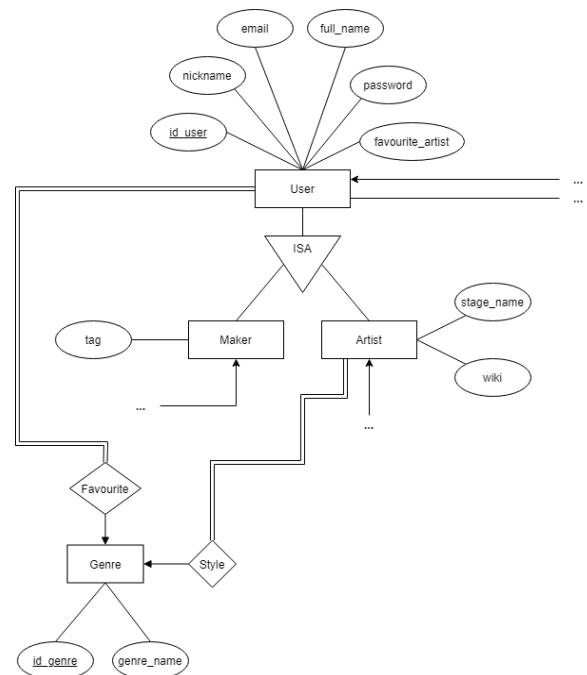 email
full_name
nickname
password
id_user
favourite_artist
User
...
...
ISA
stage_name
tag
Maker
Artist
wiki
...
...
Favourite
Genre
Style
id_genre
genre_name